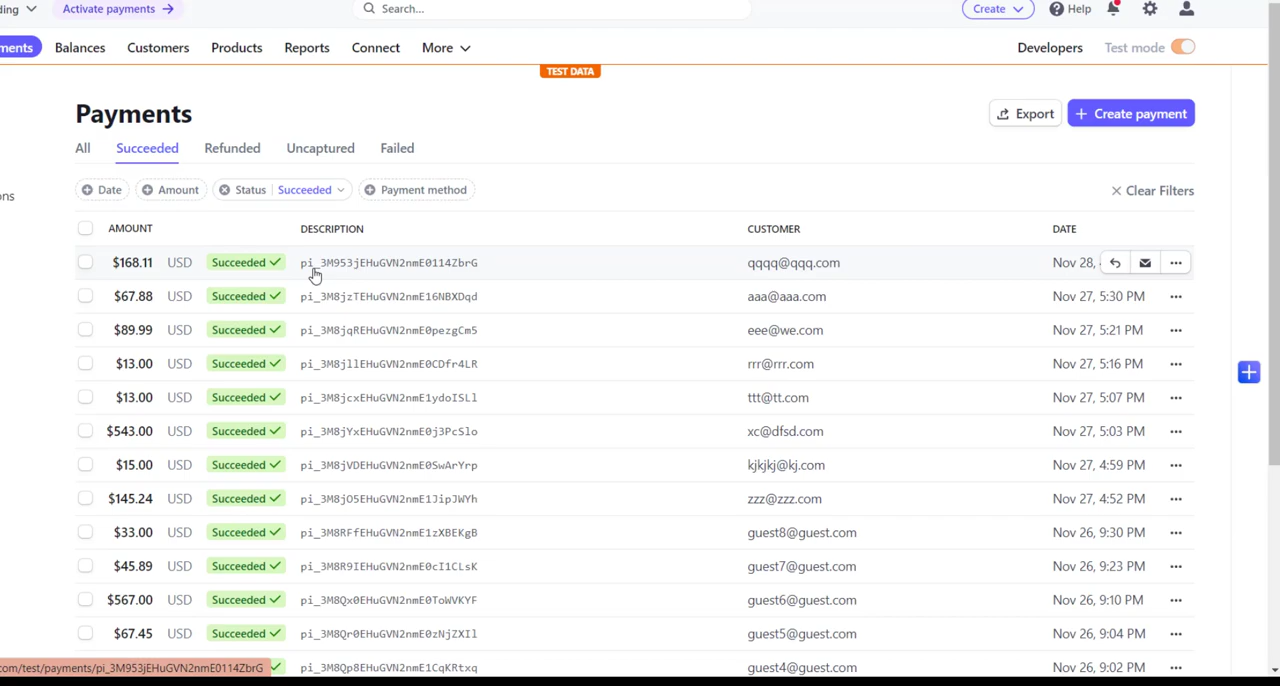 ding Activate payments → Search... Create Help
ments Balances Customers Products Reports Connect More Developers Test mode
TEST DATA
Payments Export + Create payment
All Succeeded Refunded Uncaptured Failed
ons
Date Amount Status | Succeeded Payment method Clear Filters
AMOUNT DESCRIPTION CUSTOMER DATE
$168.11 USD Succeeded ✓ pi_3M953jEHuGVN2nmE0114ZbrG qqqq@qqq.com Nov 28, ...
$67.88 USD Succeeded ✓ pi_3M8jzTEHuGVN2nmE16NBXDqd aaa@aaa.com Nov 27, 5:30 PM ...
$89.99 USD Succeeded ✓ pi_3M8jqREHuGVN2nmE0pezgCm5 eee@we.com Nov 27, 5:21 PM ...
$13.00 USD Succeeded ✓ pi_3M8jllEHuGVN2nmE0CDfr4LR rrr@rrr.com Nov 27, 5:16 PM ...
$13.00 USD Succeeded ✓ pi_3M8jcxEHuGVN2nmE1ydoISLl ttt@tt.com Nov 27, 5:07 PM ...
$543.00 USD Succeeded ✓ pi_3M8jYxEHuGVN2nmE0j3PcSlo xc@dfsd.com Nov 27, 5:03 PM ...
$15.00 USD Succeeded ✓ pi_3M8jVDEHuGVN2nmE0SwArYrp kjkjkj@kj.com Nov 27, 4:59 PM ...
$145.24 USD Succeeded ✓ pi_3M8jO5EHuGVN2nmE1JipJWYh zzz@zzz.com Nov 27, 4:52 PM ...
$33.00 USD Succeeded ✓ pi_3M8RFfEHuGVN2nmE1zXBEKgB guest8@guest.com Nov 26, 9:30 PM ...
$45.89 USD Succeeded ✓ pi_3M8R9IEHuGVN2nmE0cI1CLsK guest7@guest.com Nov 26, 9:23 PM ...
$567.00 USD Succeeded ✓ pi_3M8Qx0EHuGVN2nmE0ToWVKYF guest6@guest.com Nov 26, 9:10 PM ...
$67.45 USD Succeeded ✓ pi_3M8Qr0EHuGVN2nmE0zNjZXIl guest5@guest.com Nov 26, 9:04 PM ...
com/test/payments/pi_3M953jEHuGVN2nmE0114ZbrG ✓ pi_3M8Qp8EHuGVN2nmE1CqKRtxq guest4@guest.com Nov 26, 9:02 PM ...